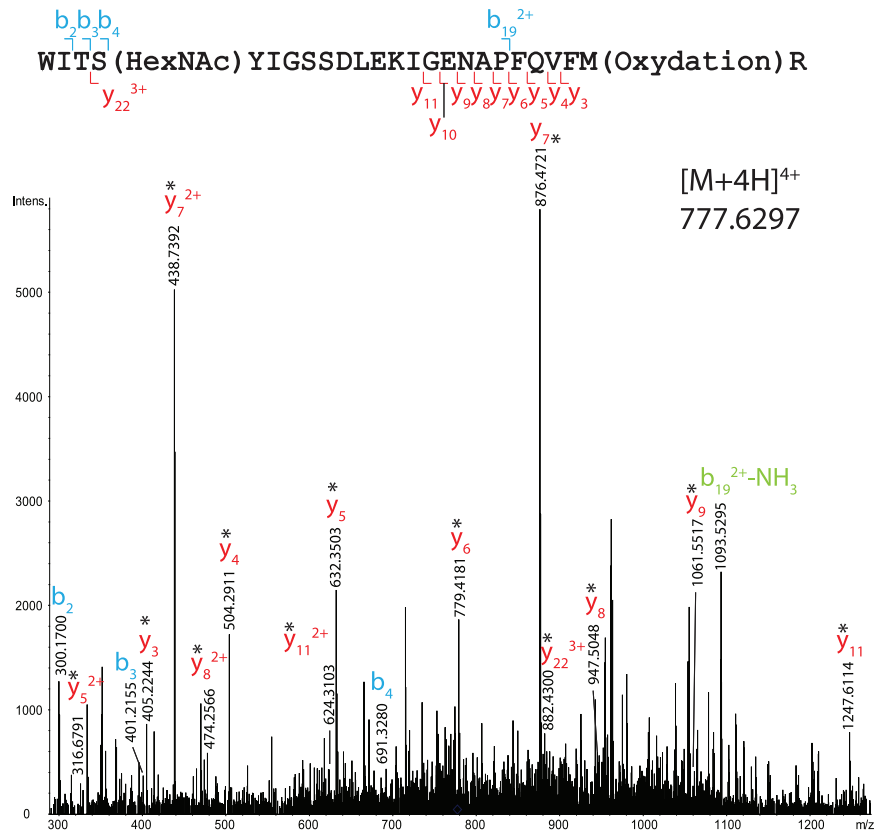 b2 b3 b4 b19 2+
WITS(HexNAc)YIGSSDLEKIGENAPFQVFM(Oxydation)R
y22 3+ y11 y9 y8 y7 y6 y5 y4 y3
y10
y7 *
876.4721
[M+4H]4+
777.6297
Intens.
* y7 2+
438.7392
5000
4000
3000
2000
1000
0
b2
300.1700
* y5 2+
316.6791
b3
401.2155
* y3
405.2244
* y8 2+
474.2566
* y4
504.2911
* y11 2+
624.3103
* y5
632.3503
b4
691.3280
* y6
779.4181
* y22 3+
882.4300
* y8
947.5048
* y9
1061.5517
b19 2+-NH3
1093.5295
* y11
1247.6114
300 400 500 600 700 800 900 1000 1100 1200 m/z